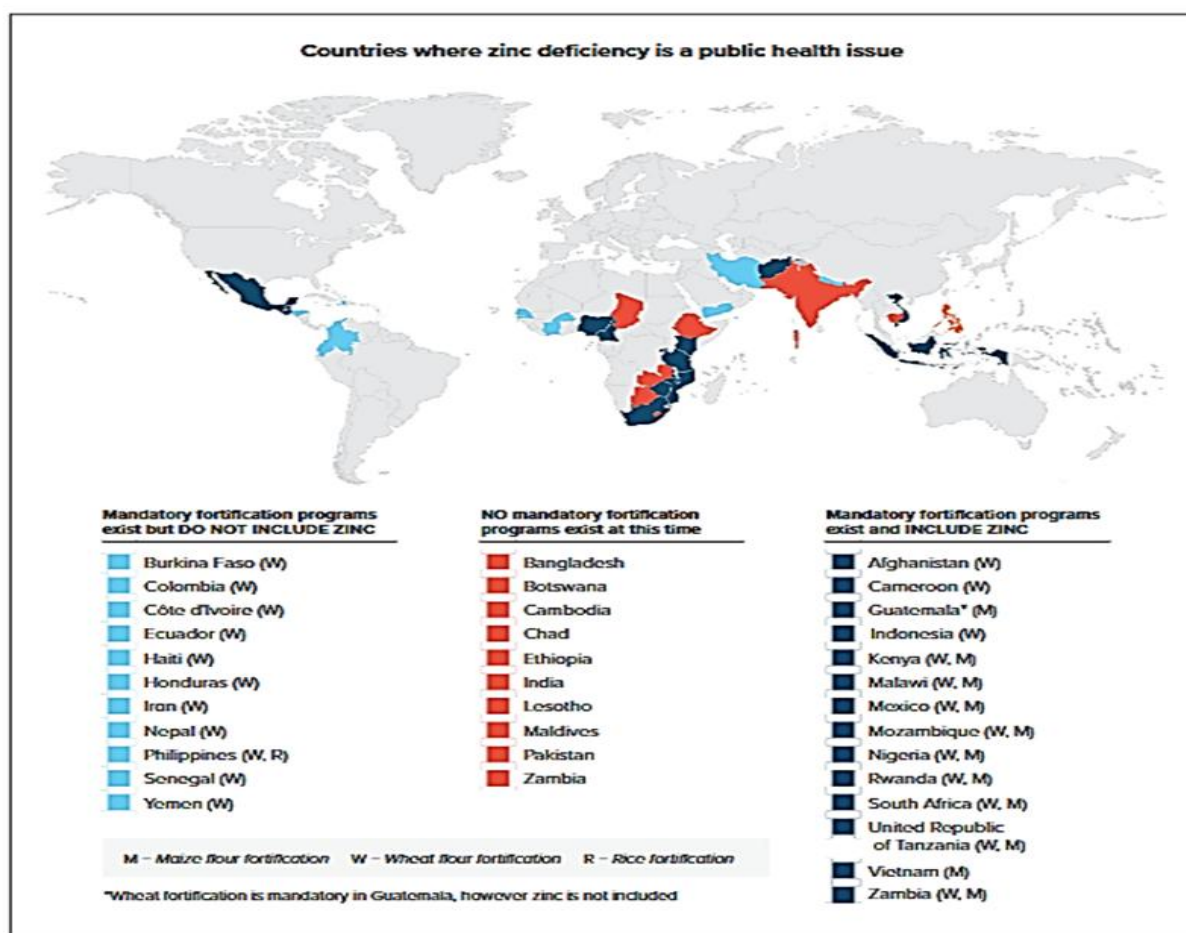 Countries where zinc deficiency is a public health issue
Mandatory fortification programs
exist but DO NOT INCLUDE ZINC
Burkina Faso (W)
Colombia (W)
Côte d'Ivoire (W)
Ecuador (W)
Haiti (W)
Honduras (W)
Iran (W)
Nepal (W)
Philippines (W, R)
Senegal (W)
Yemen (W)
NO mandatory fortification
programs exist at this time
Bangladesh
Botswana
Cambodia
Chad
Ethiopia
India
Lesotho
Maldives
Pakistan
Zambia
Mandatory fortification programs
exist and INCLUDE ZINC
Afghanistan (W)
Cameroon (W)
Guatemala* (M)
Indonesia (W)
Kenya (W, M)
Malawi (W, M)
Mexico (W, M)
Mozambique (W, M)
Nigeria (W, M)
Rwanda (W, M)
South Africa (W, M)
United Republic
of Tanzania (W, M)
Vietnam (M)
Zambia (W, M)
M – Maize flour fortification W – Wheat flour fortification R – Rice fortification
*Wheat fortification is mandatory in Guatemala, however zinc is not included